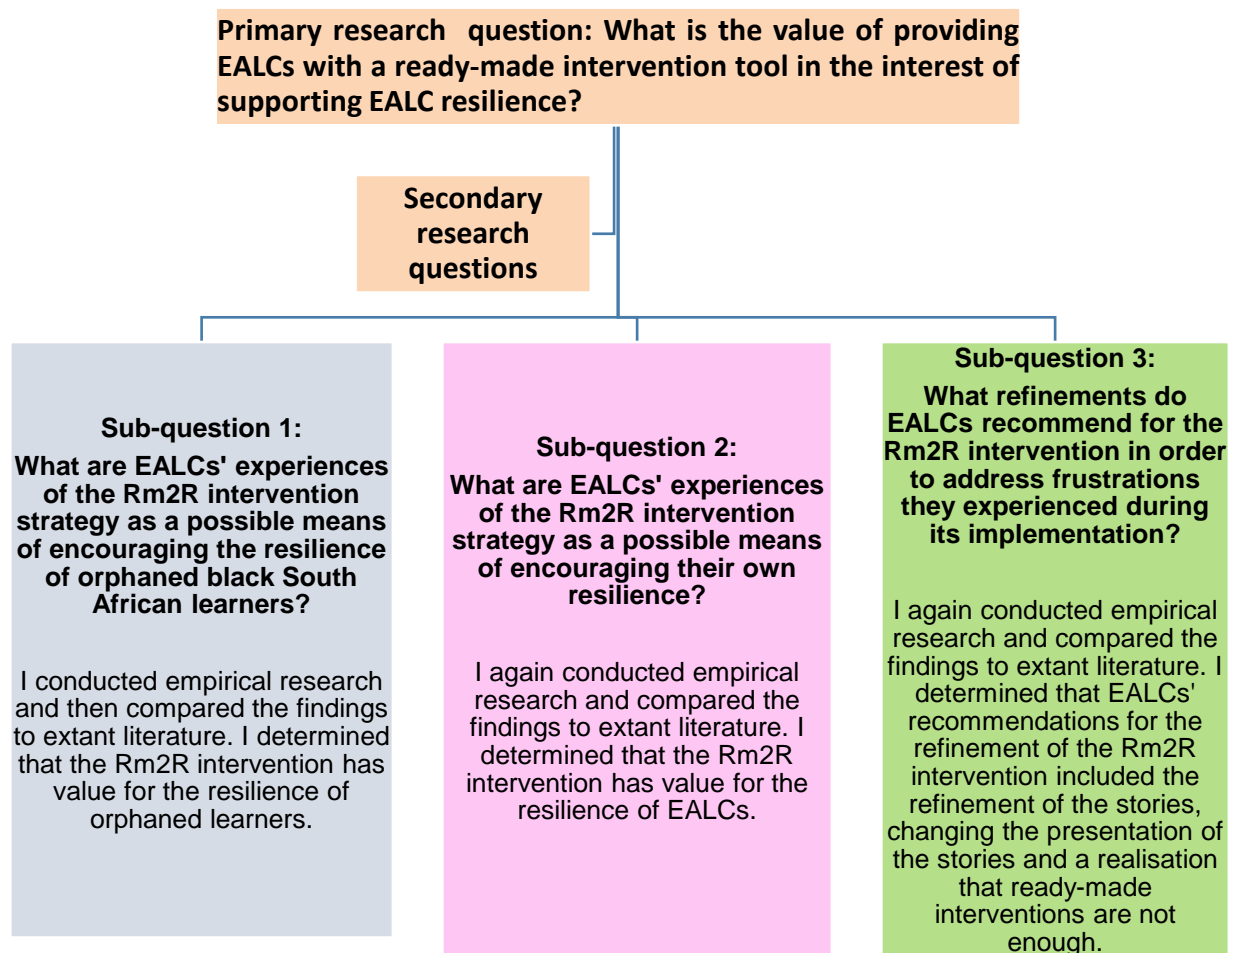 Primary research question: What is the value of providing
EALCs with a ready-made intervention tool in the interest of
supporting EALC resilience?
Secondary
research
questions
Sub-question 1:
What are EALCs' experiences
of the Rm2R intervention
strategy as a possible means
of encouraging the resilience
of orphaned black South
African learners?
I conducted empirical research
and then compared the findings
to extant literature. I determined
that the Rm2R intervention has
value for the resilience of
orphaned learners.
Sub-question 2:
What are EALCs' experiences
of the Rm2R intervention
strategy as a possible means
of encouraging their own
resilience?
I again conducted empirical
research and compared the
findings to extant literature. I
determined that the Rm2R
intervention has value for the
resilience of EALCs.
Sub-question 3:
What refinements do
EALCs recommend for the
Rm2R intervention in order
to address frustrations
they experienced during
its implementation?
I again conducted empirical
research and compared the
findings to extant literature. I
determined that EALCs'
recommendations for the
refinement of the Rm2R
intervention included the
refinement of the stories,
changing the presentation of
the stories and a realisation
that ready-made
interventions are not
enough.